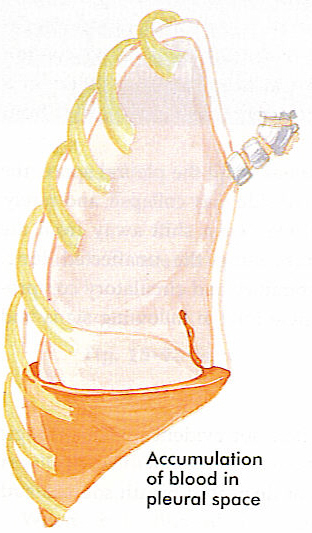 Accumulation
of blood in
pleural space